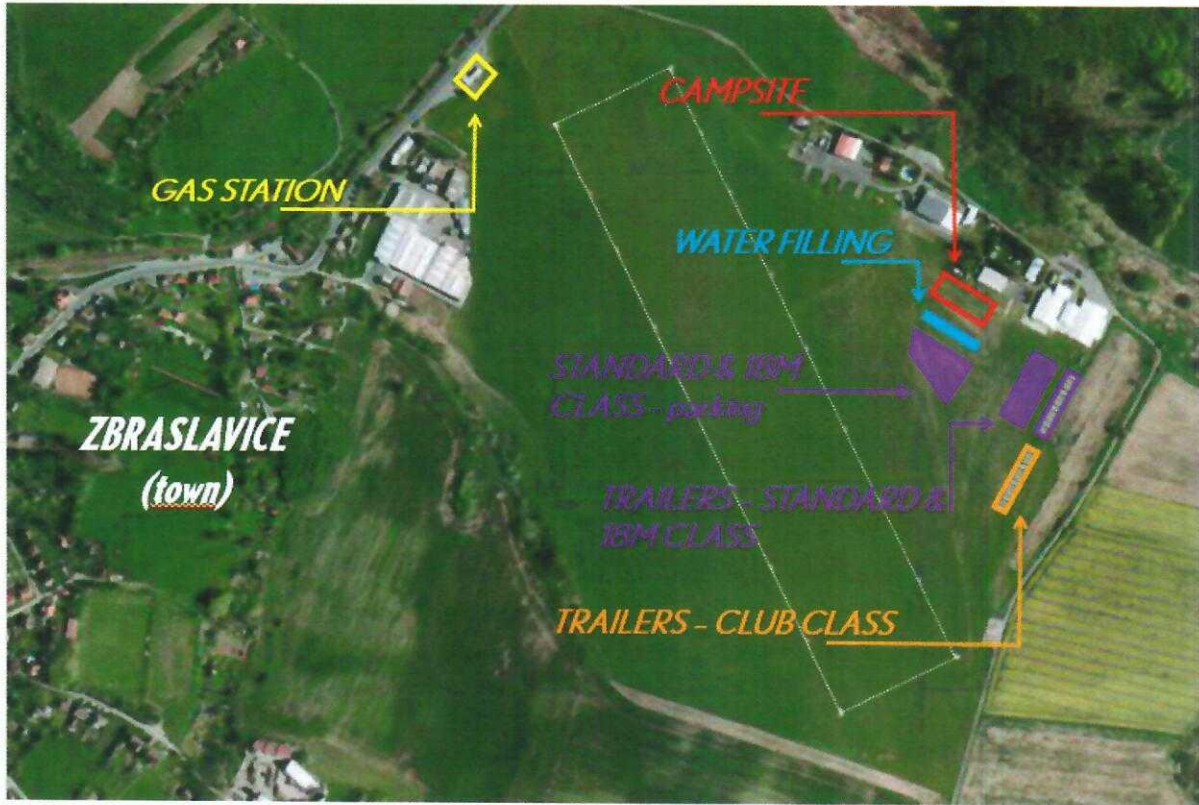 CAMPSITE
GAS STATION
WATER FILLING
STANDARD & 18M
CLASS - parking
ZBRASLAVICE
(town)
TRAILERS - STANDARD &
18M CLASS
TRAILERS - CLUB CLASS